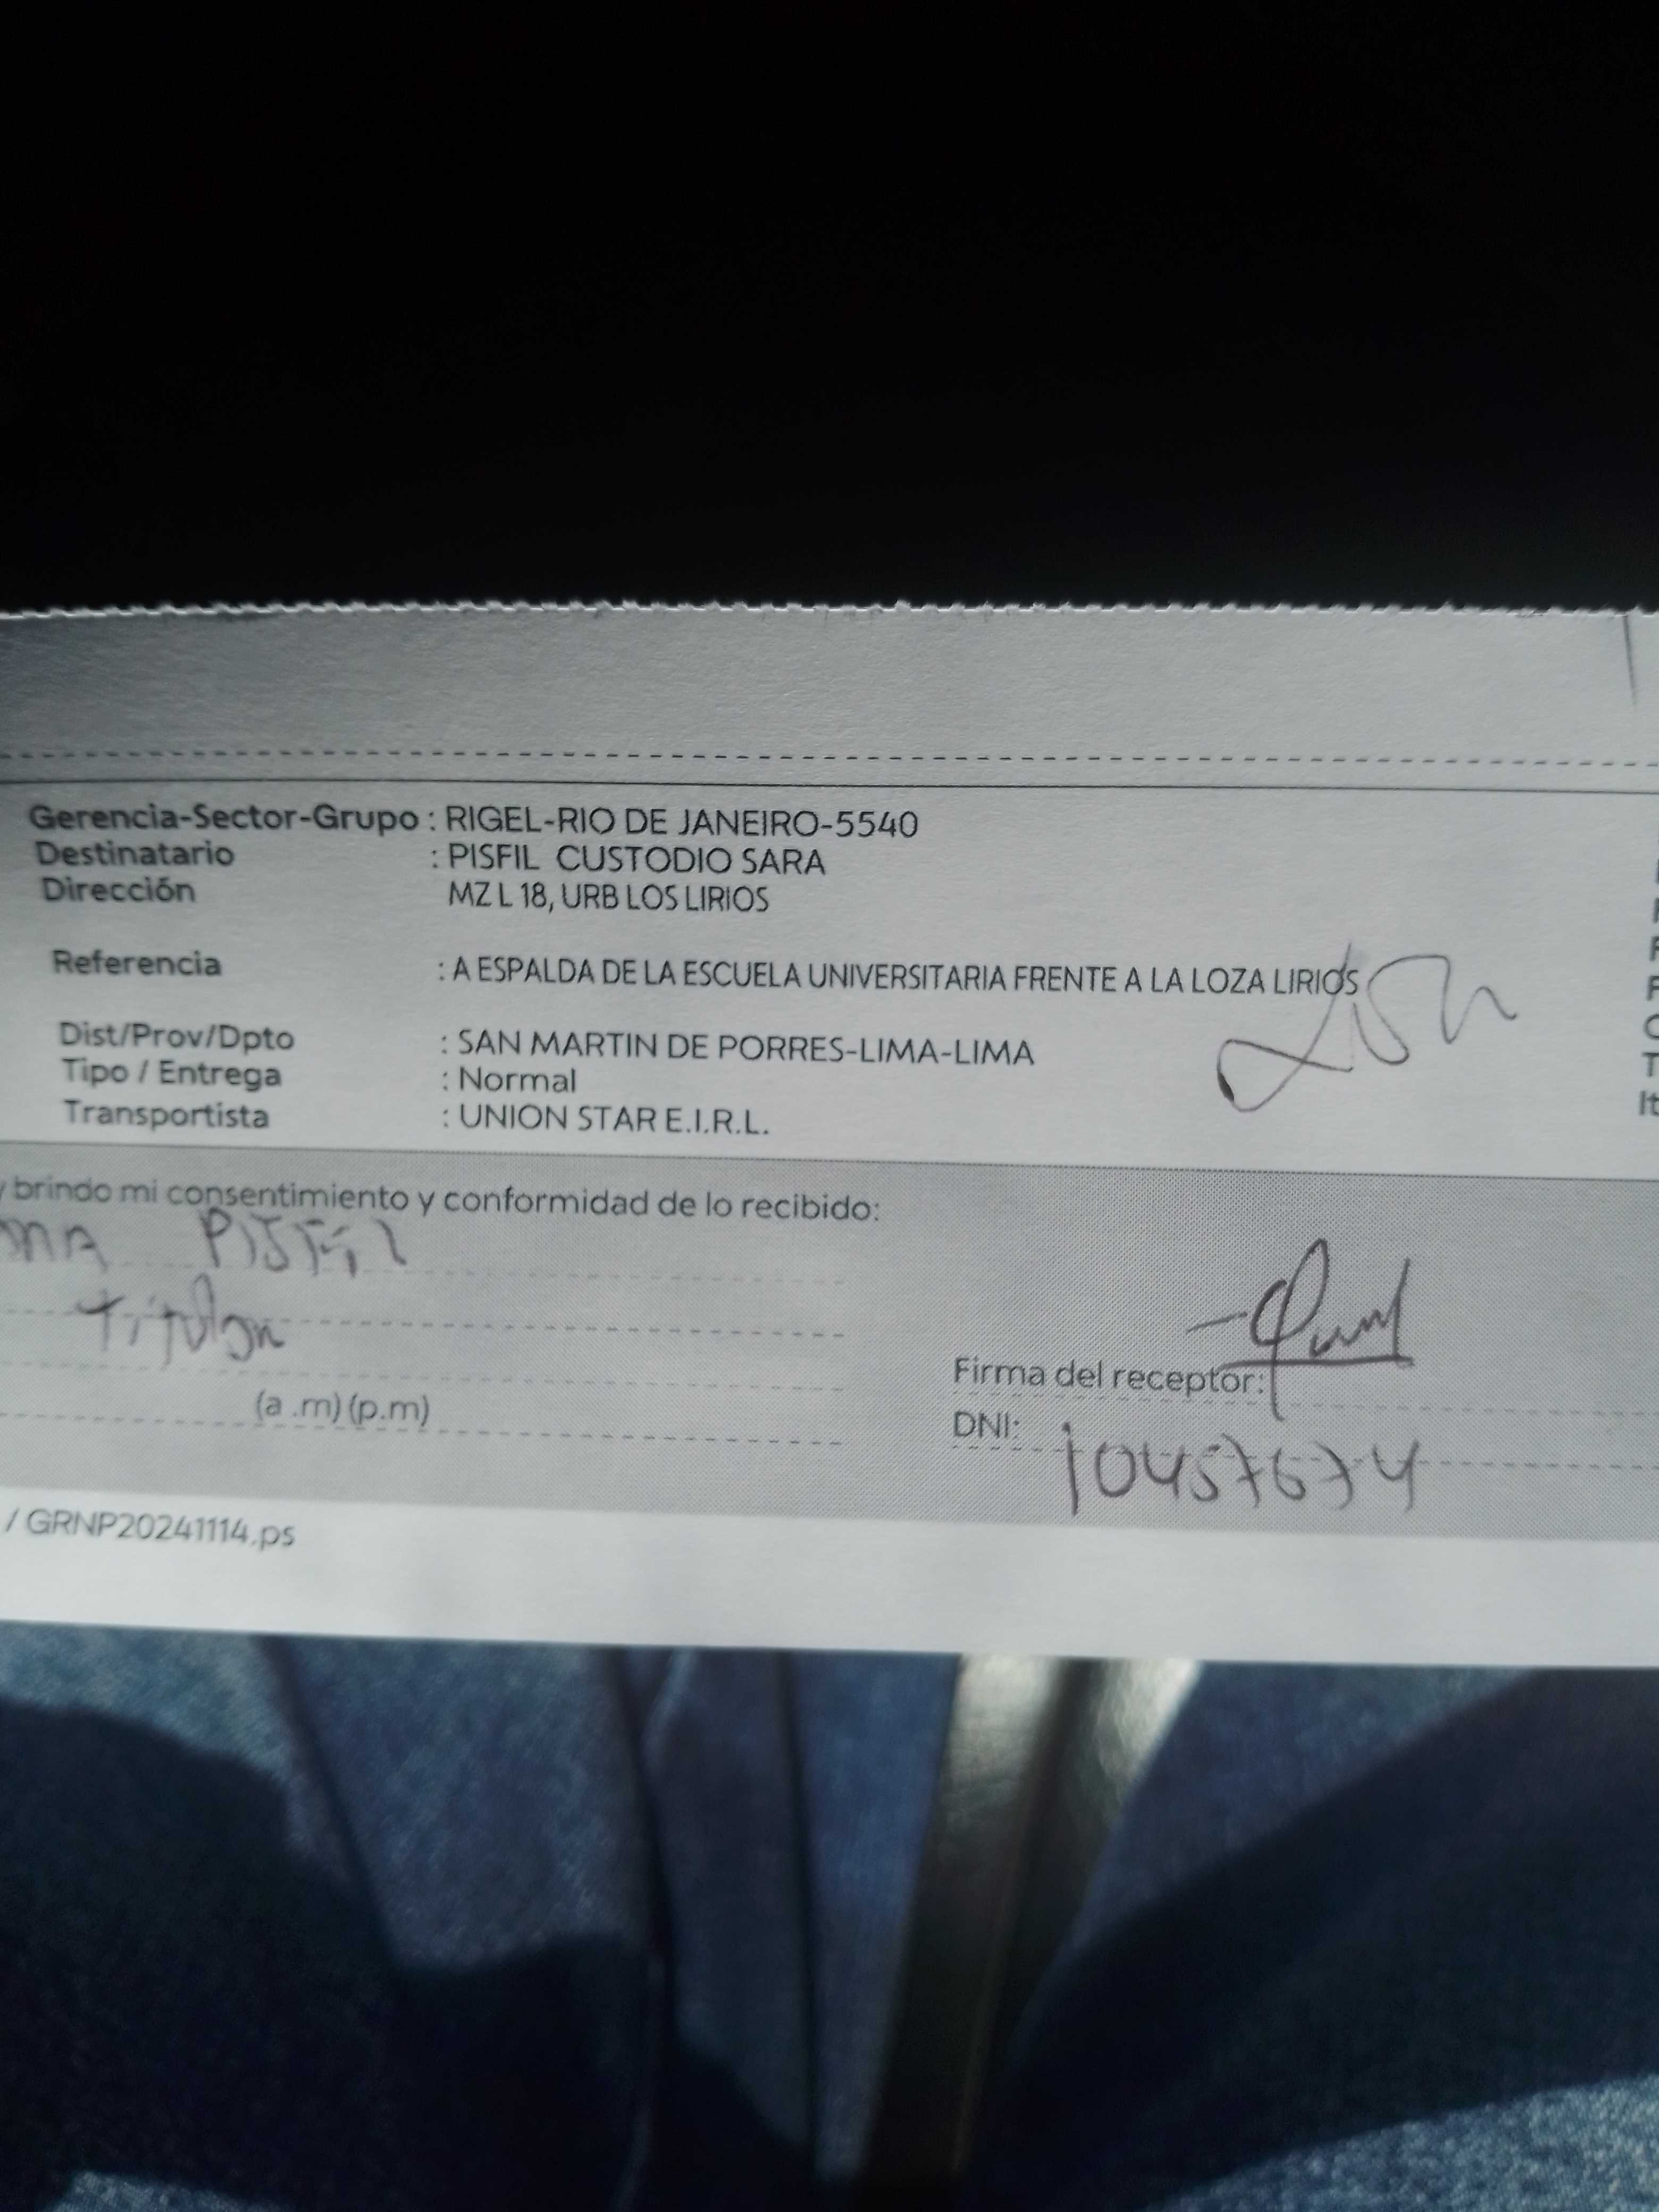 Gerencia-Sector-Grupo : RIGEL-RIO DE JANEIRO-5540
Destinatario : PISFIL CUSTODIO SARA
Dirección MZ L 18, URB LOS LIRIOS
Referencia : A ESPALDA DE LA ESCUELA UNIVERSITARIA FRENTE A LA LOZA LIRIOS
Dist/Prov/Dpto : SAN MARTIN DE PORRES-LIMA-LIMA
Tipo / Entrega : Normal
Transportista : UNION STAR E.I.R.L.
y brindo mi consentimiento y conformidad de lo recibido:
PISFIL
Titular
Firma del receptor:
(a .m) (p.m)
DNI: 10457674
/ GRNP20241114.ps